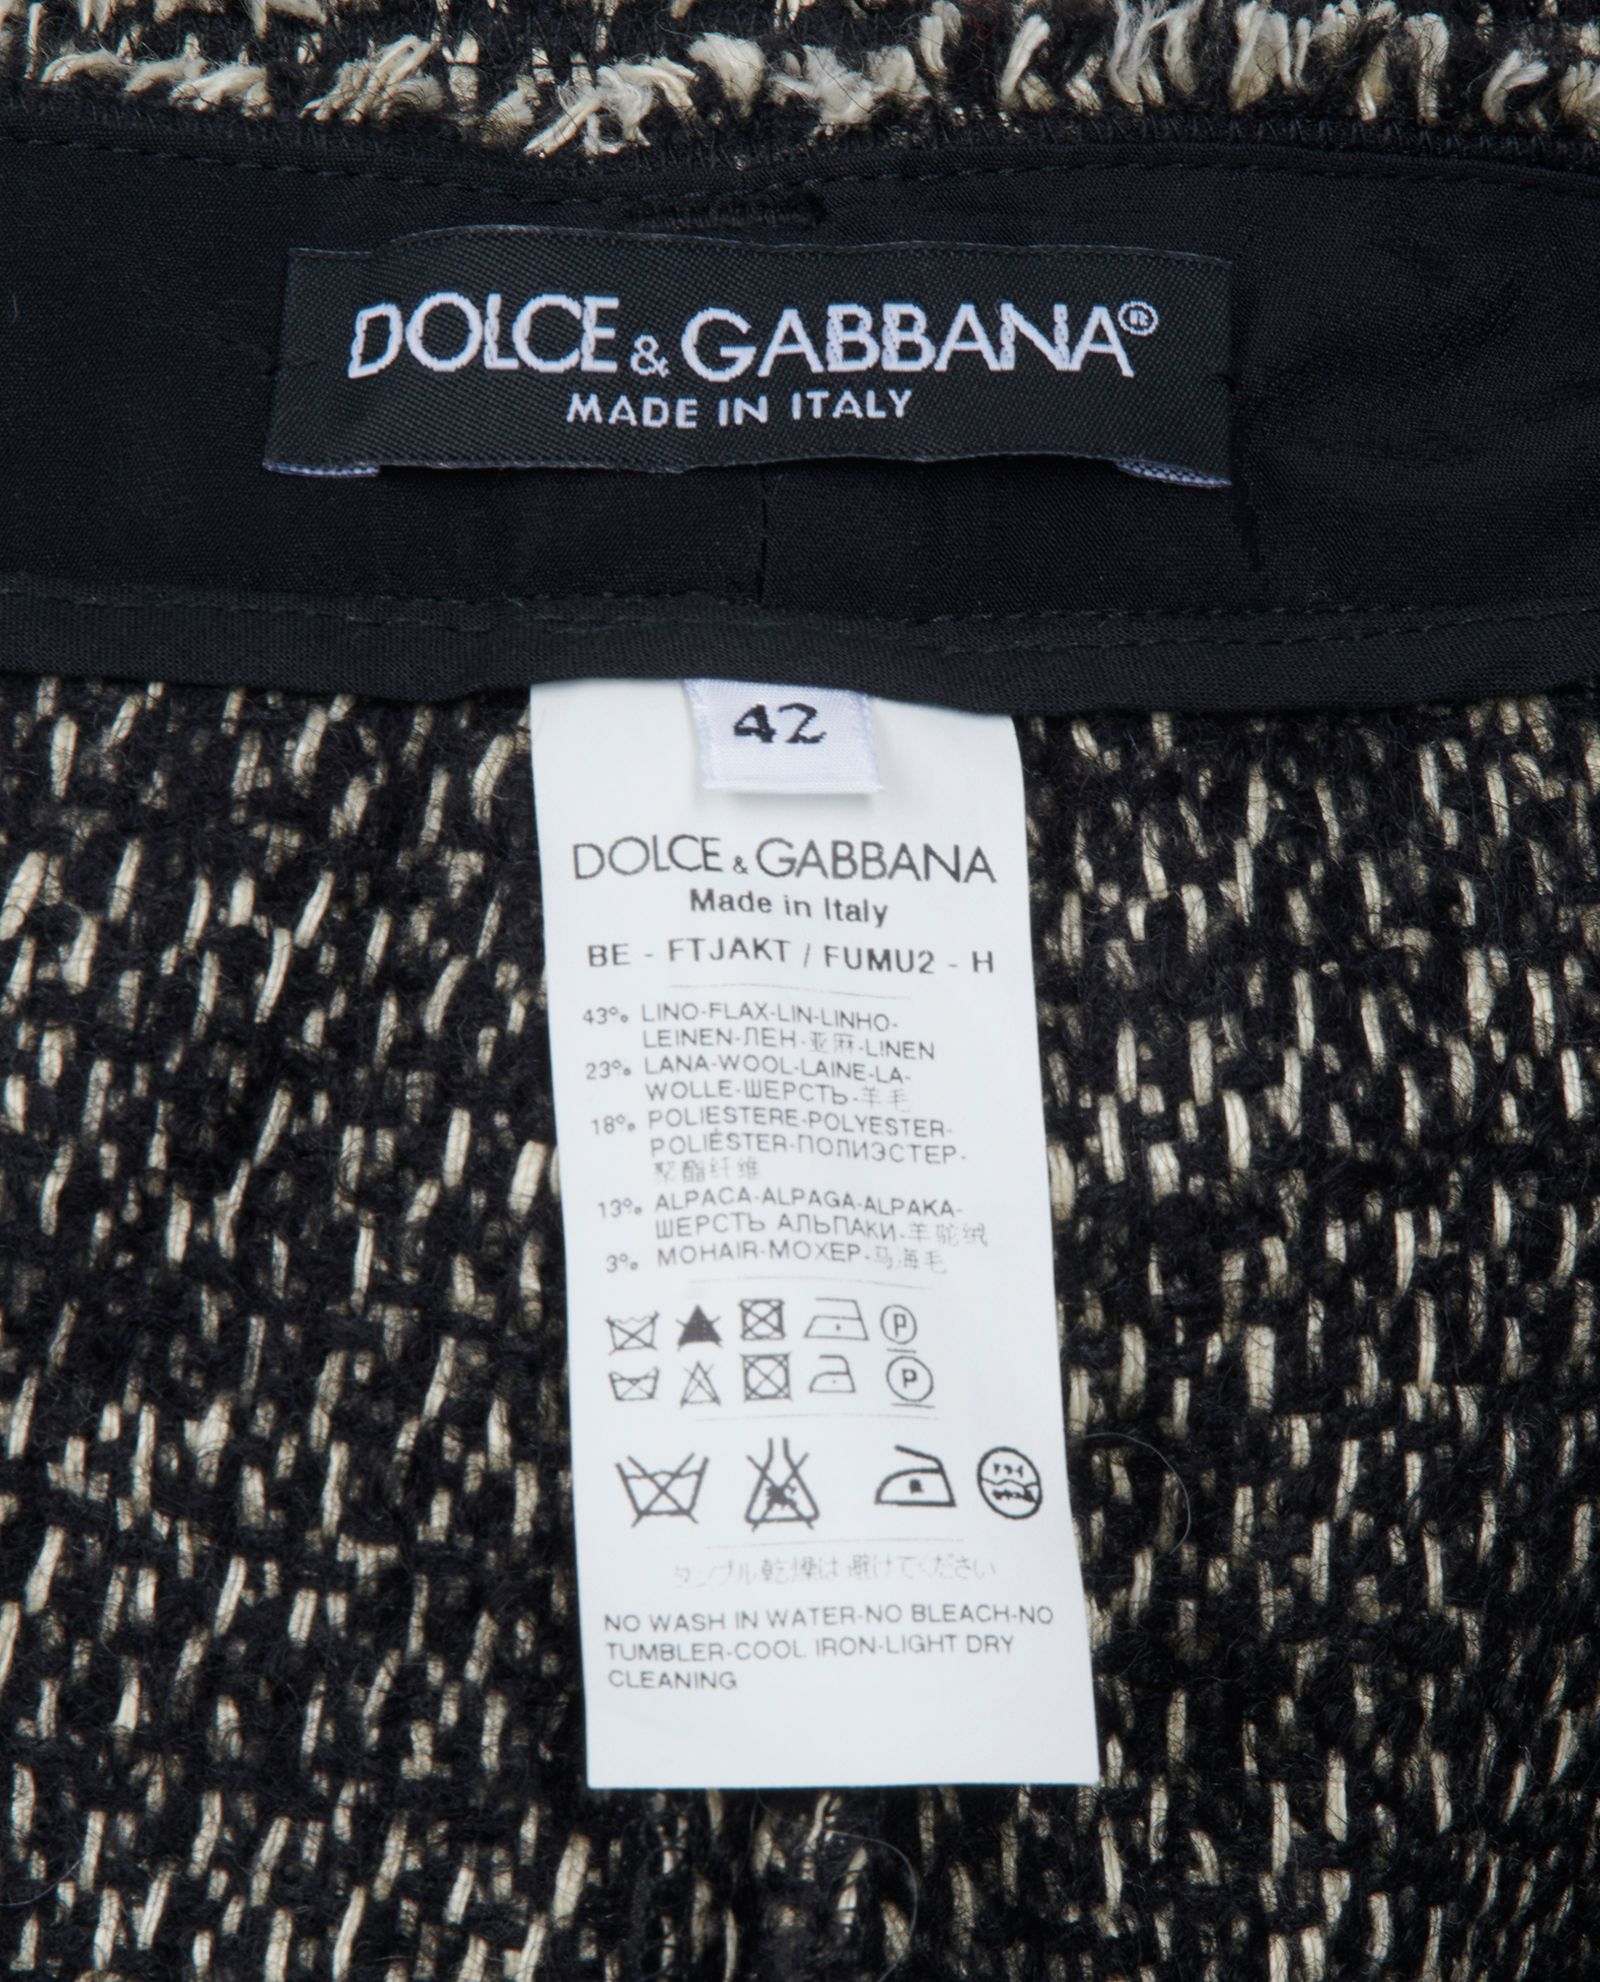 DOLCE & GABBANA®
MADE IN ITALY
42
DOLCE & GABBANA
Made in Italy
BE - FTJAKT / FUMU2 - H
43% LINO-FLAX-LIN-LINHO-
LEINEN-ЛЕН-亚麻-LINEN
23% LANA-WOOL-LAINE-LA-
WOLLE-ШЕРСТЬ-羊毛
18% POLIESTERE-POLYESTER-
POLIÉSTER-ПОЛИЭСТЕР-
聚酯纤维
13% ALPACA-ALPAGA-ALPAKA-
ШЕРСТЬ АЛЬПАКИ-羊驼绒
3% MOHAIR-МОХЕР-马海毛
P
P
ドライ
タンブル乾燥は避けてください
NO WASH IN WATER-NO BLEACH-NO
TUMBLER-COOL IRON-LIGHT DRY
CLEANING